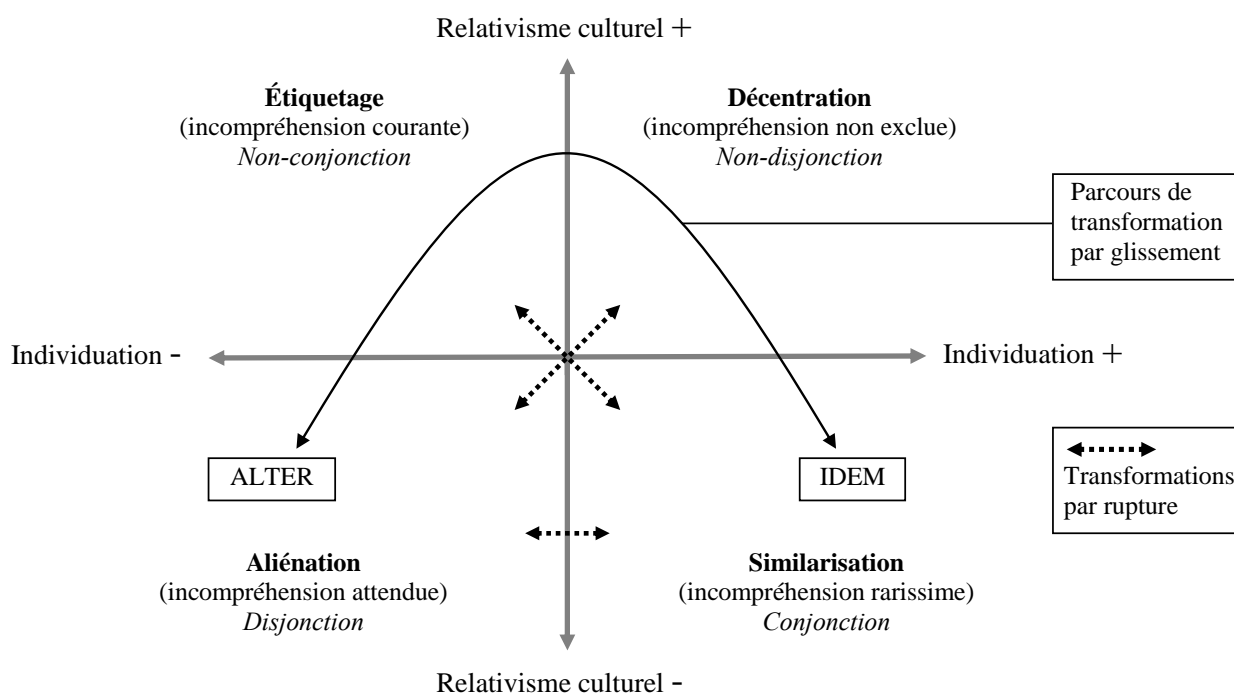 Relativisme culturel +
Étiquetage
(incompréhension courante)
Non-conjonction
Décentration
(incompréhension non exclue)
Non-disjonction
Parcours de
transformation
par glissement
Individuation -
Individuation +
ALTER
IDEM
Transformations
par rupture
Aliénation
(incompréhension attendue)
Disjonction
Similarisation
(incompréhension rarissime)
Conjonction
Relativisme culturel -